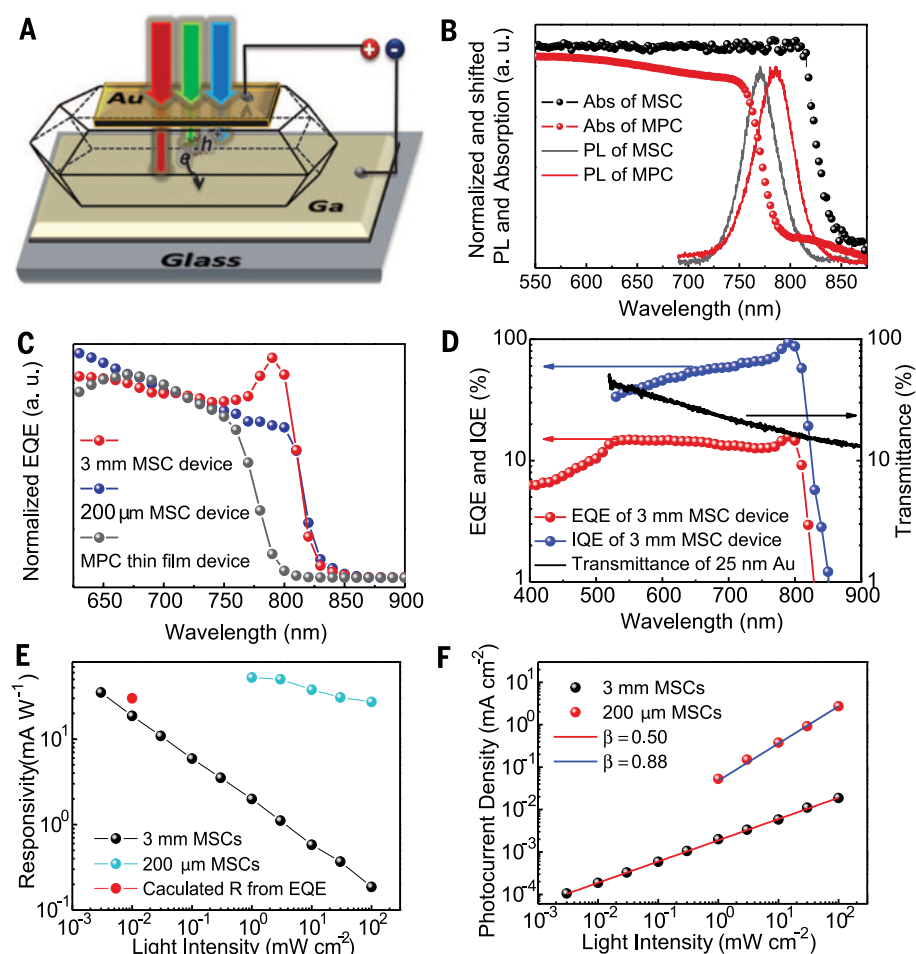 A
Au
+
-
h+
e-
Ga
Glass
B
Normalized and shifted
PL and Absorption (a. u.)
Abs of MSC
Abs of MPC
PL of MSC
PL of MPC
550 600 650 700 750 800 850
Wavelength (nm)
C
Normalized EQE (a. u.)
3 mm MSC device
200 μm MSC device
MPC thin film device
650 700 750 800 850 900
Wavelength (nm)
D
EQE and IQE (%)
100
10
1
Transmittance (%)
100
10
1
EQE of 3 mm MSC device
IQE of 3 mm MSC device
Transmittance of 25 nm Au
400 500 600 700 800 900
Wavelength (nm)
E
Responsivity(mA W⁻¹)
10¹
10⁰
10⁻¹
3 mm MSCs
200 μm MSCs
Caculated R from EQE
10⁻³ 10⁻² 10⁻¹ 10⁰ 10¹ 10²
Light Intensity (mW cm⁻²)
F
Photocurrent Density (mA cm⁻²)
10¹
10⁰
10⁻¹
10⁻²
10⁻³
10⁻⁴
3 mm MSCs
200 μm MSCs
β = 0.50
β = 0.88
10⁻³ 10⁻² 10⁻¹ 10⁰ 10¹ 10²
Light Intensity (mW cm⁻²)